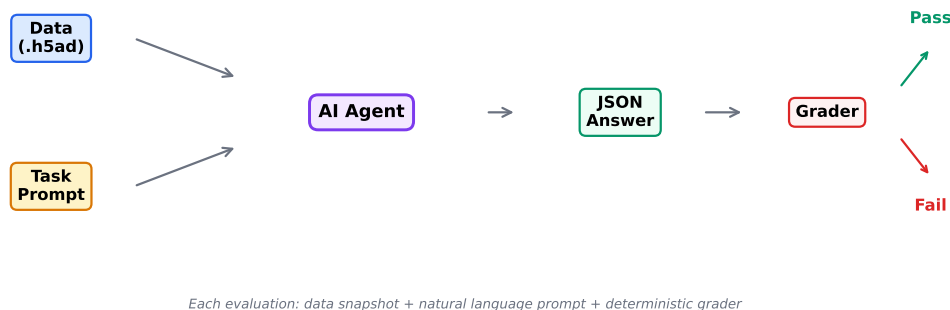 Data
(.h5ad)
Task
Prompt
AI Agent
JSON
Answer
Grader
Pass
Fail
Each evaluation: data snapshot + natural language prompt + deterministic grader